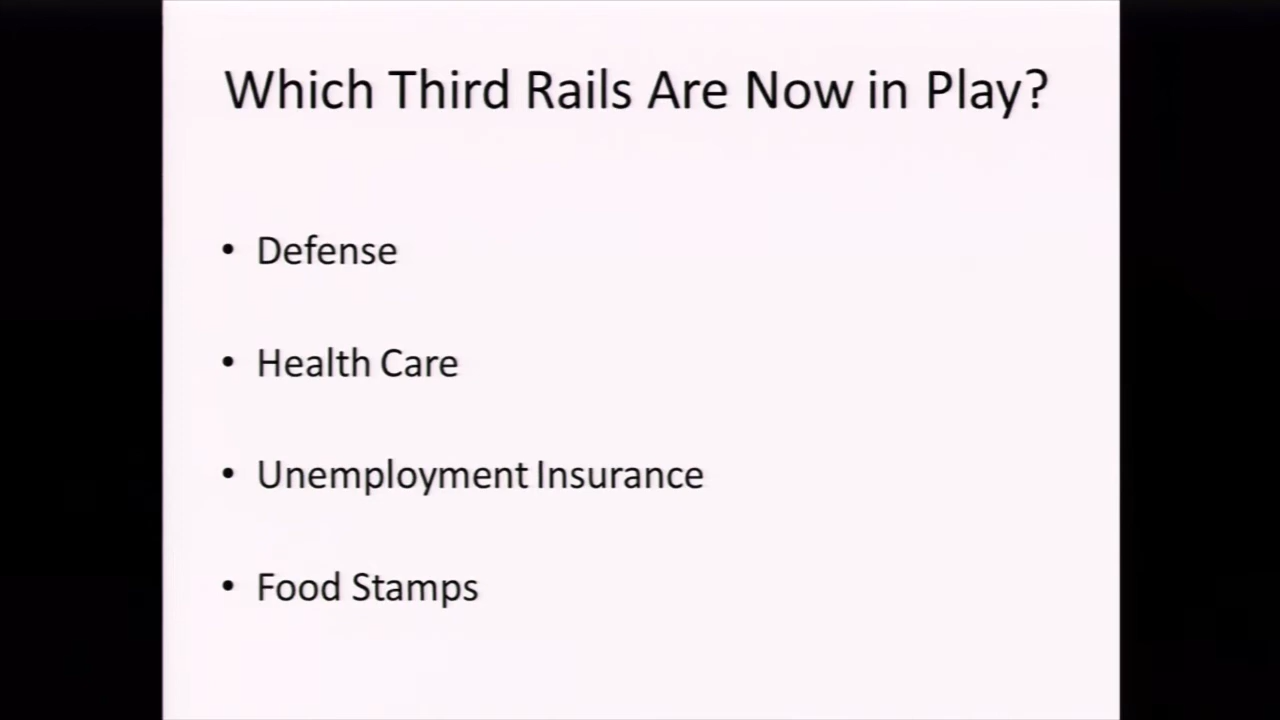 Which Third Rails Are Now in Play?
• Defense
• Health Care
• Unemployment Insurance
• Food Stamps